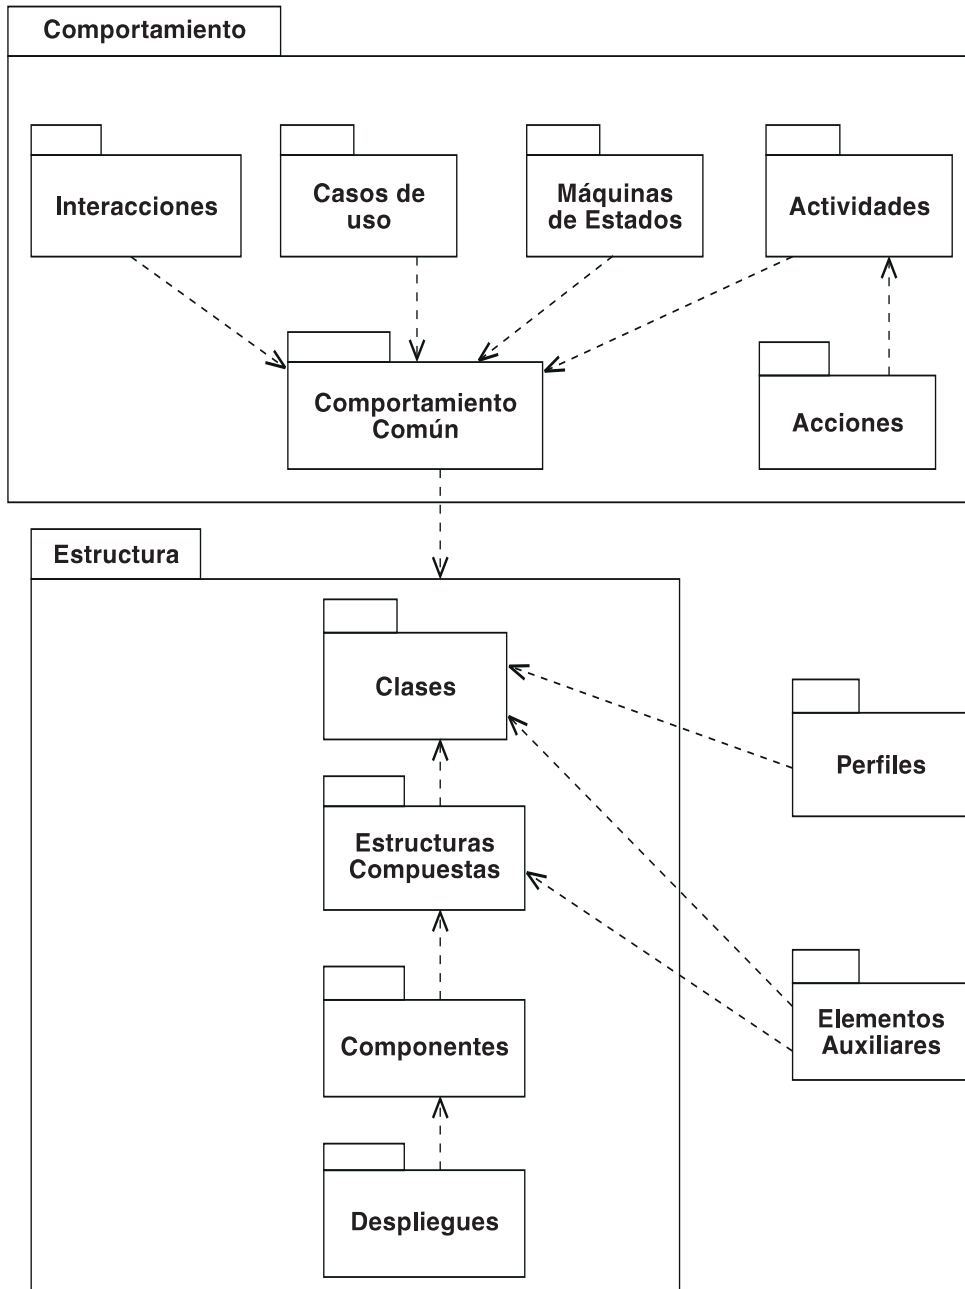 Comportamiento
Interacciones
Casos de
uso
Máquinas
de Estados
Actividades
Comportamiento
Común
Acciones
Estructura
Clases
Perfiles
Estructuras
Compuestas
Elementos
Auxiliares
Componentes
Despliegues